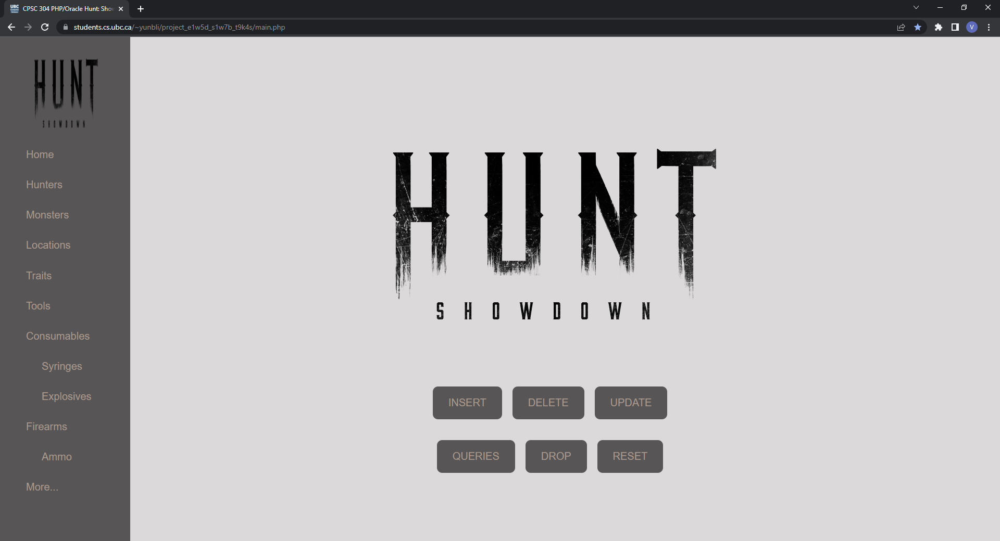 UBC
CPSC 304 PHP/Oracle Hunt: Sho
students.cs.ubc.ca/~yunbli/project_e1w5d_s1w7b_t9k4s/main.php
V
HUNT
SHOWDOWN
Home
Hunters
Monsters
Locations
Traits
Tools
Consumables
Syringes
Explosives
Firearms
Ammo
More...
HUNT
SHOWDOWN
INSERT
DELETE
UPDATE
QUERIES
DROP
RESET